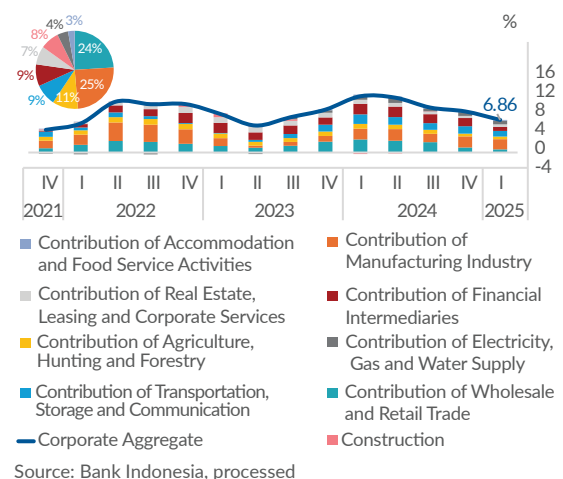 %
3%
4%
8%
7%
9%
9%
11%
25%
24%
6.86
16
12
8
4
0
-4
IV I II III IV I II III IV I II III IV I
2021 2022 2023 2024 2025
Contribution of Accommodation
and Food Service Activities
Contribution of
Manufacturing Industry
Contribution of Real Estate,
Leasing and Corporate Services
Contribution of Financial
Intermediaries
Contribution of Agriculture,
Hunting and Forestry
Contribution of Electricity,
Gas and Water Supply
Contribution of Transportation,
Storage and Communication
Contribution of Wholesale
and Retail Trade
Corporate Aggregate
Construction
Source: Bank Indonesia, processed